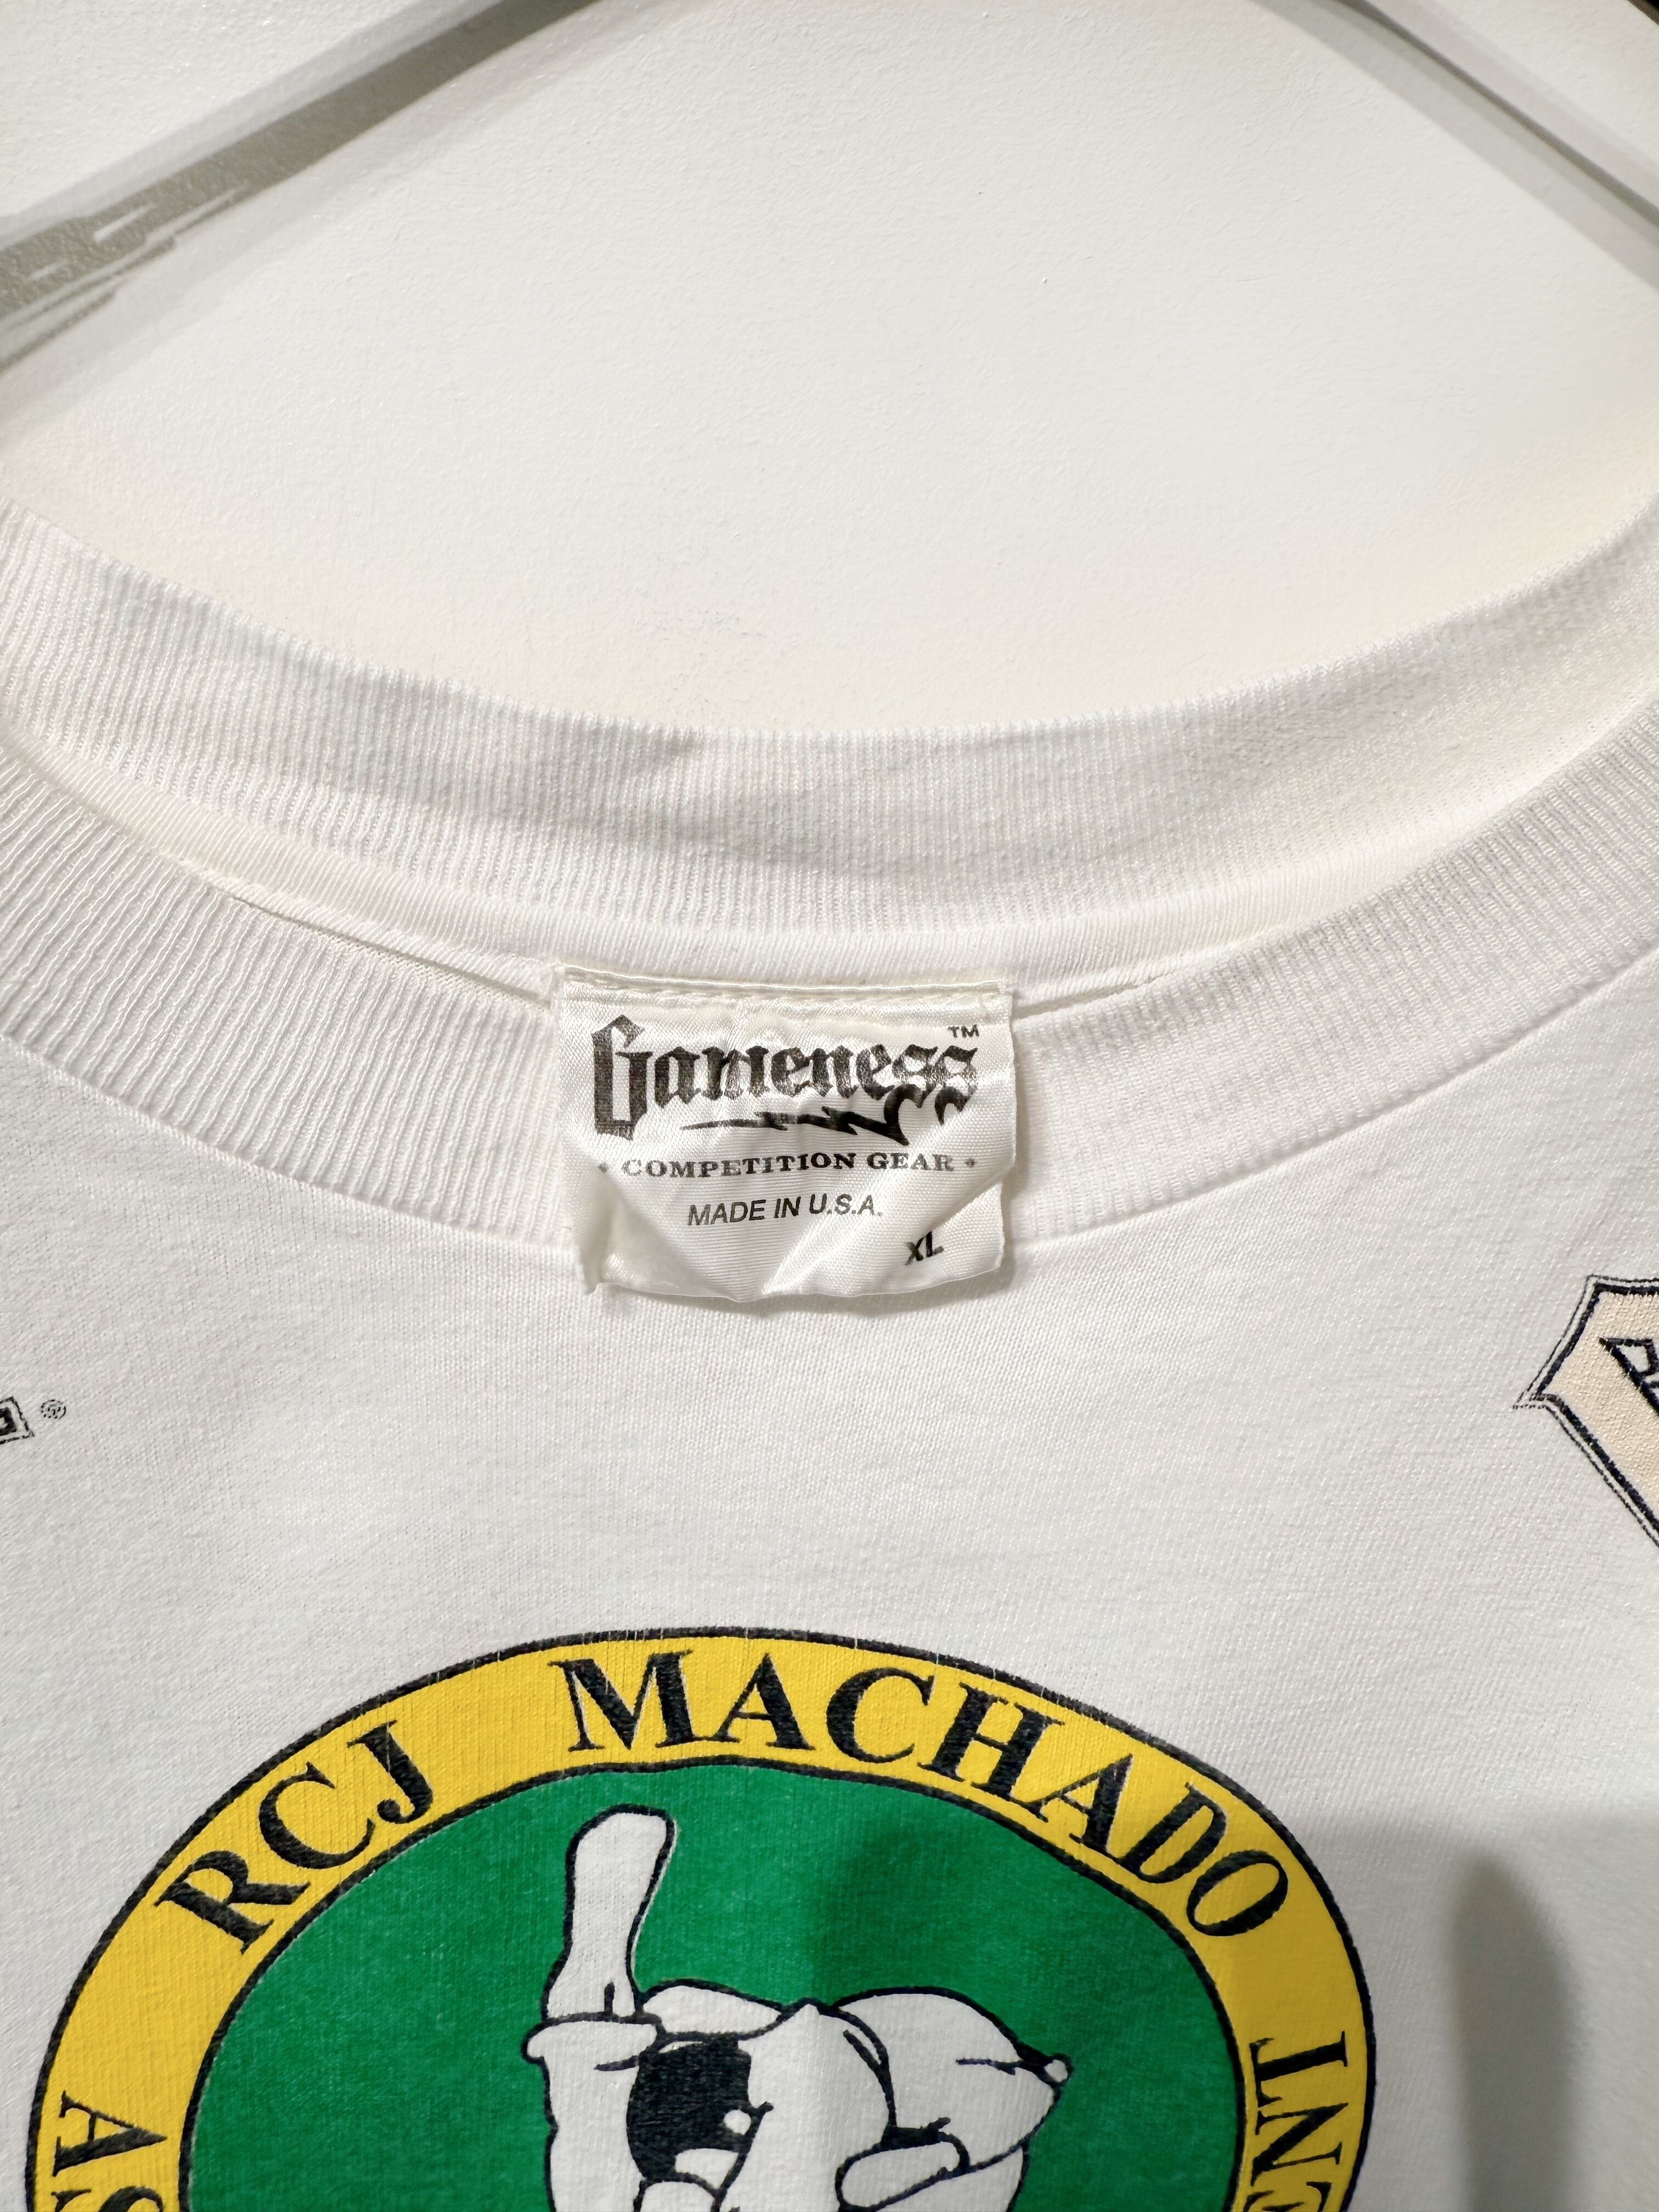 Gameness™
• COMPETITION GEAR •
MADE IN U.S.A.
XL
®
RCJ MACHADO